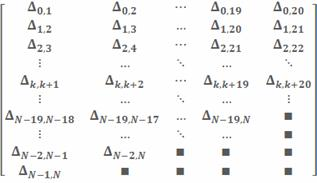 Δ0,1 Δ0,2 ⋯ Δ0,19 Δ0,20
Δ1,2 Δ1,3 … Δ1,20 Δ1,21
Δ2,3 Δ2,4 ⋯ Δ2,21 Δ2,22
⋮ … ⋱ … ⋱
Δk,k+1 Δk,k+2 ⋯ Δk,k+19 Δk,k+20
⋮ … ⋱ … ⋮
ΔN−19,N−18 ΔN−19,N−17 … ΔN−19,N ■
⋮ … ⋱ … ■
ΔN−2,N−1 ΔN−2,N ■ ■ ■
ΔN−1,N ■ ■ ■ ■